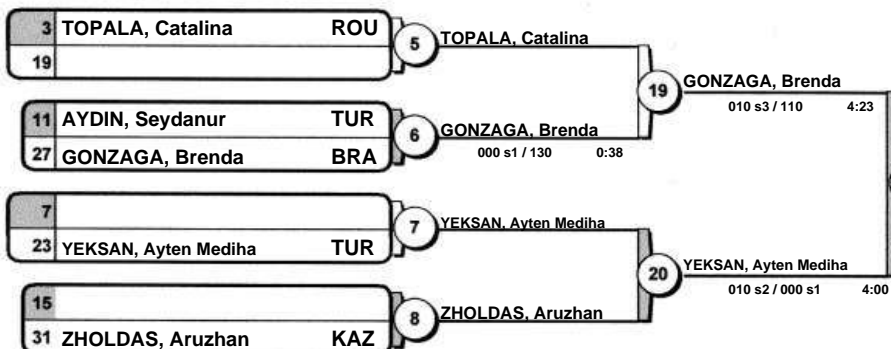 3 TOPALA, Catalina ROU
19
5
TOPALA, Catalina
11 AYDIN, Seydanur TUR
27 GONZAGA, Brenda BRA
6
GONZAGA, Brenda
000 s1 / 130 0:38
19
GONZAGA, Brenda
010 s3 / 110 4:23
7
23 YEKSAN, Ayten Mediha TUR
7
YEKSAN, Ayten Mediha
15
31 ZHOLDAS, Aruzhan KAZ
8
ZHOLDAS, Aruzhan
20
YEKSAN, Ayten Mediha
010 s2 / 000 s1 4:00